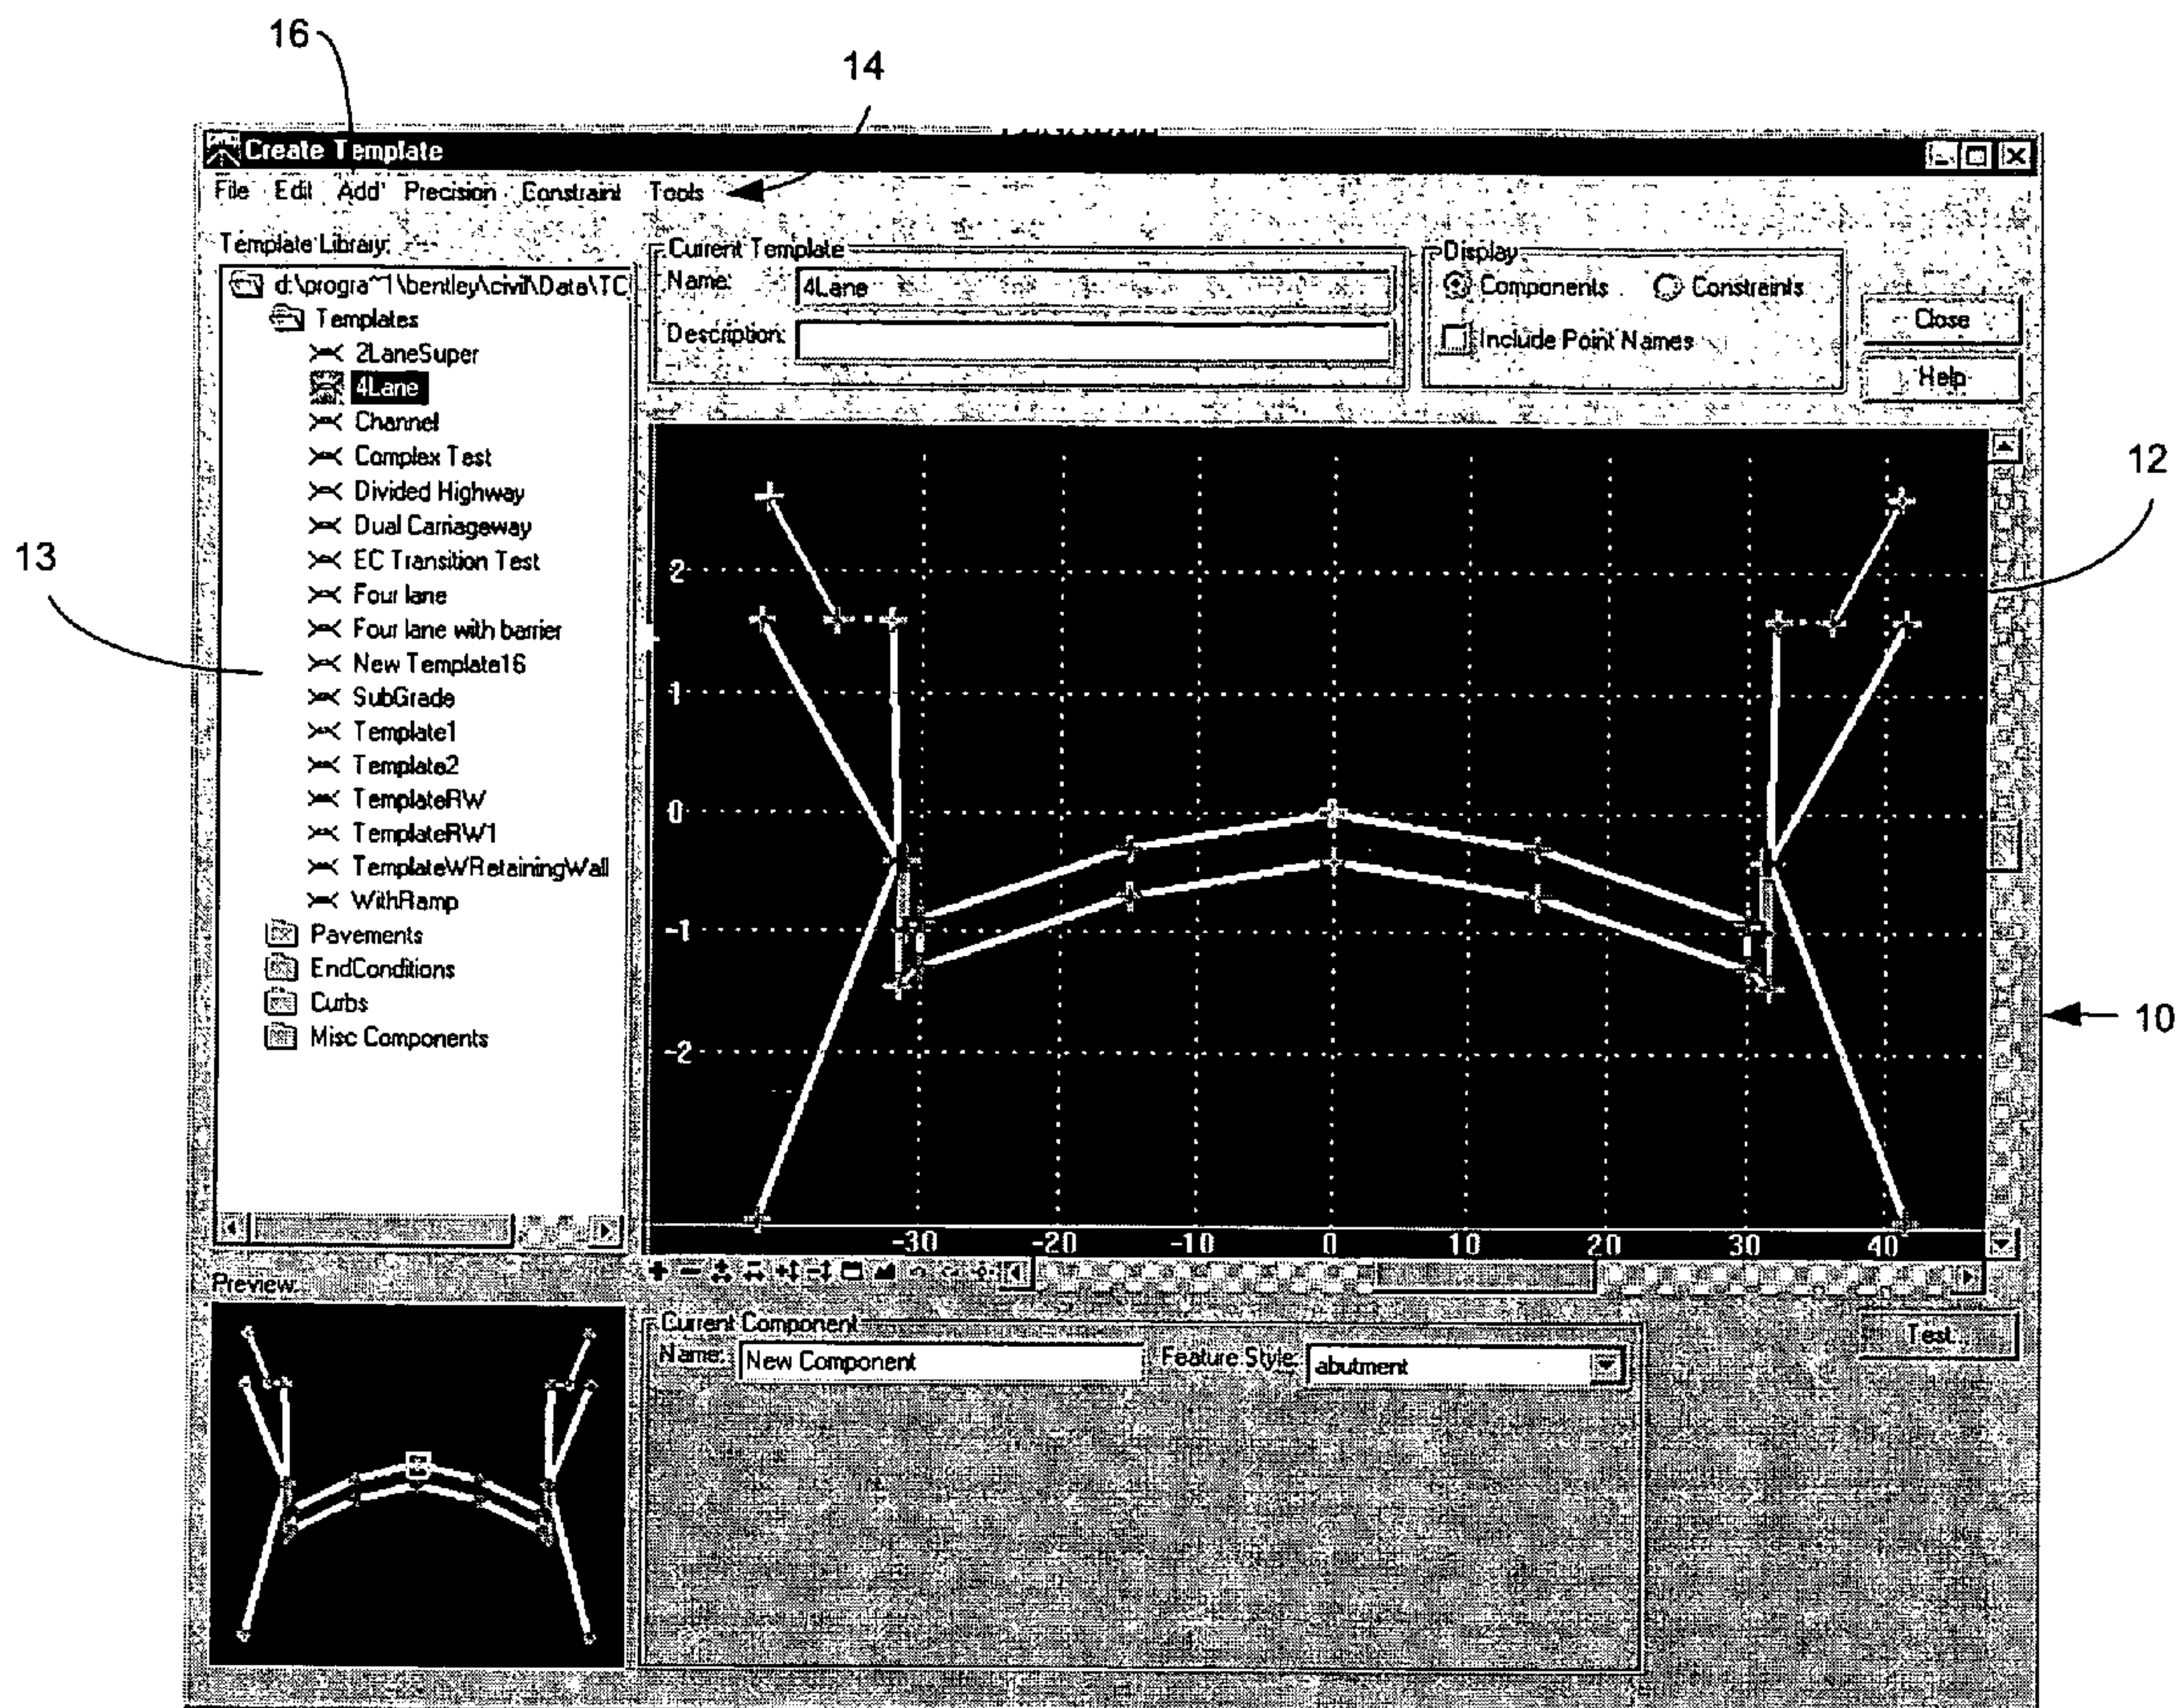 16
14
Create Template
File Edit Add Precision Constraint Tools
Template Library:
d:\progra~1\bentley\civil\Data\TC
Templates
2LaneSuper
4Lane
Channel
Complex Test
Divided Highway
Dual Carriageway
EC Transition Test
Four lane
Four lane with barrier
New Template16
SubGrade
Template1
Template2
TemplateRW
TemplateRW1
TemplateWRetainingWall
WithRamp
Pavements
EndConditions
Curbs
Misc Components
13
Current Template
Name: 4Lane
Description:
Display
Components Constraints
Include Point Names
Close
Help
12
2
1
0
-1
-2
-30 -20 -10 0 10 20 30 40
10
Preview:
Current Component
Name: New Component Feature Style: abutment
Test...